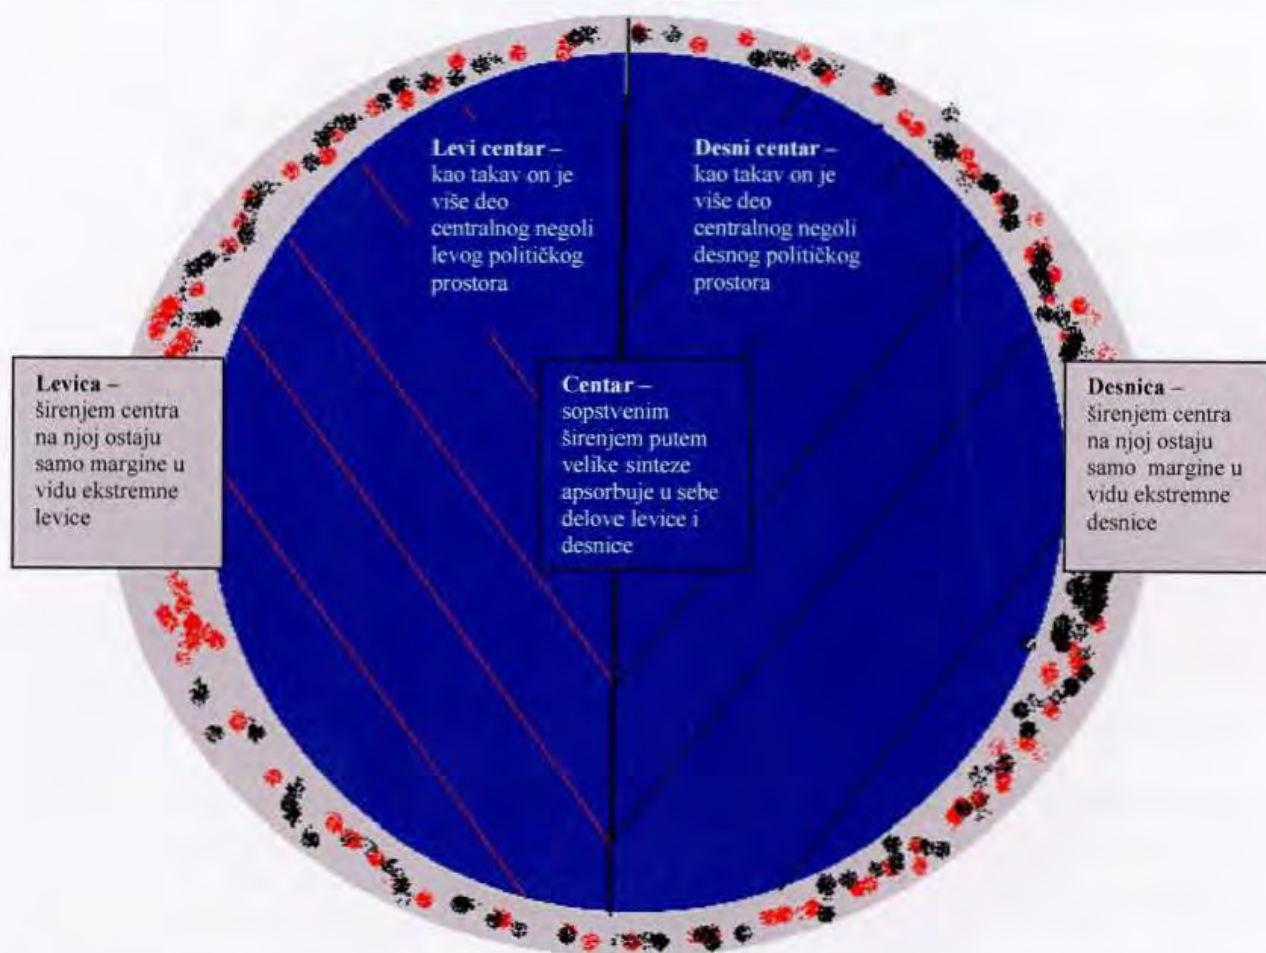 Levi centar –
kao takav on je
više deo
centralnog negoli
levog političkog
prostora
Desni centar –
kao takav on je
više deo
centralnog negoli
desnog političkog
prostora
Levica –
širenjem centra
na njoj ostaju
samo margine u
vidu ekstremne
levice
Centar –
sopstvenim
širenjem putem
velike sinteze
apsorbuje u sebe
delove levice i
desnice
Desnica –
širenjem centra
na njoj ostaju
samo margine u
vidu ekstremne
desnice